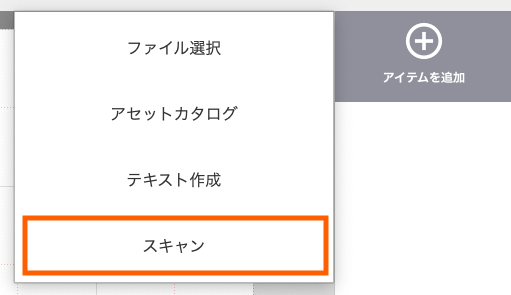 ファイル選択
アセットカタログ
テキスト作成
スキャン
アイテムを追加